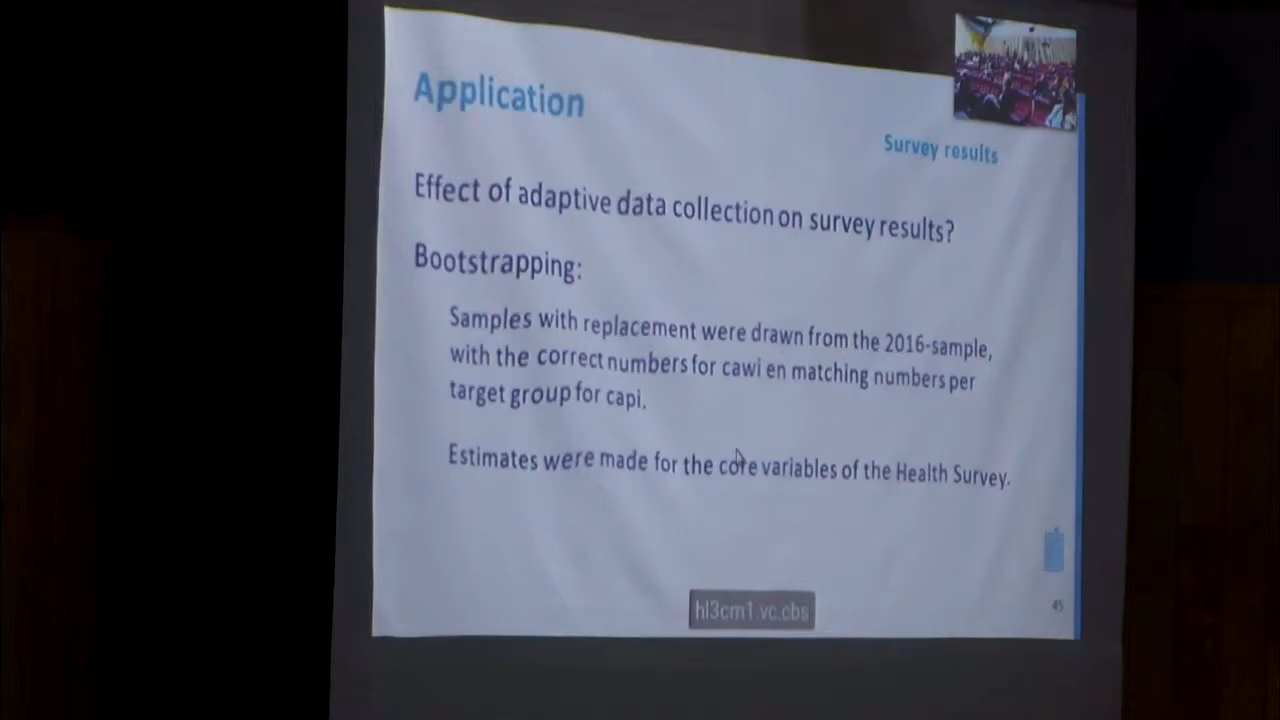 Application
Survey results
Effect of adaptive data collection on survey results?
Bootstrapping:
Samples with replacement were drawn from the 2016-sample,
with the correct numbers for cawi en matching numbers per
target group for capi.
Estimates were made for the core variables of the Health Survey.
hl3cm1.vc.cbs
45